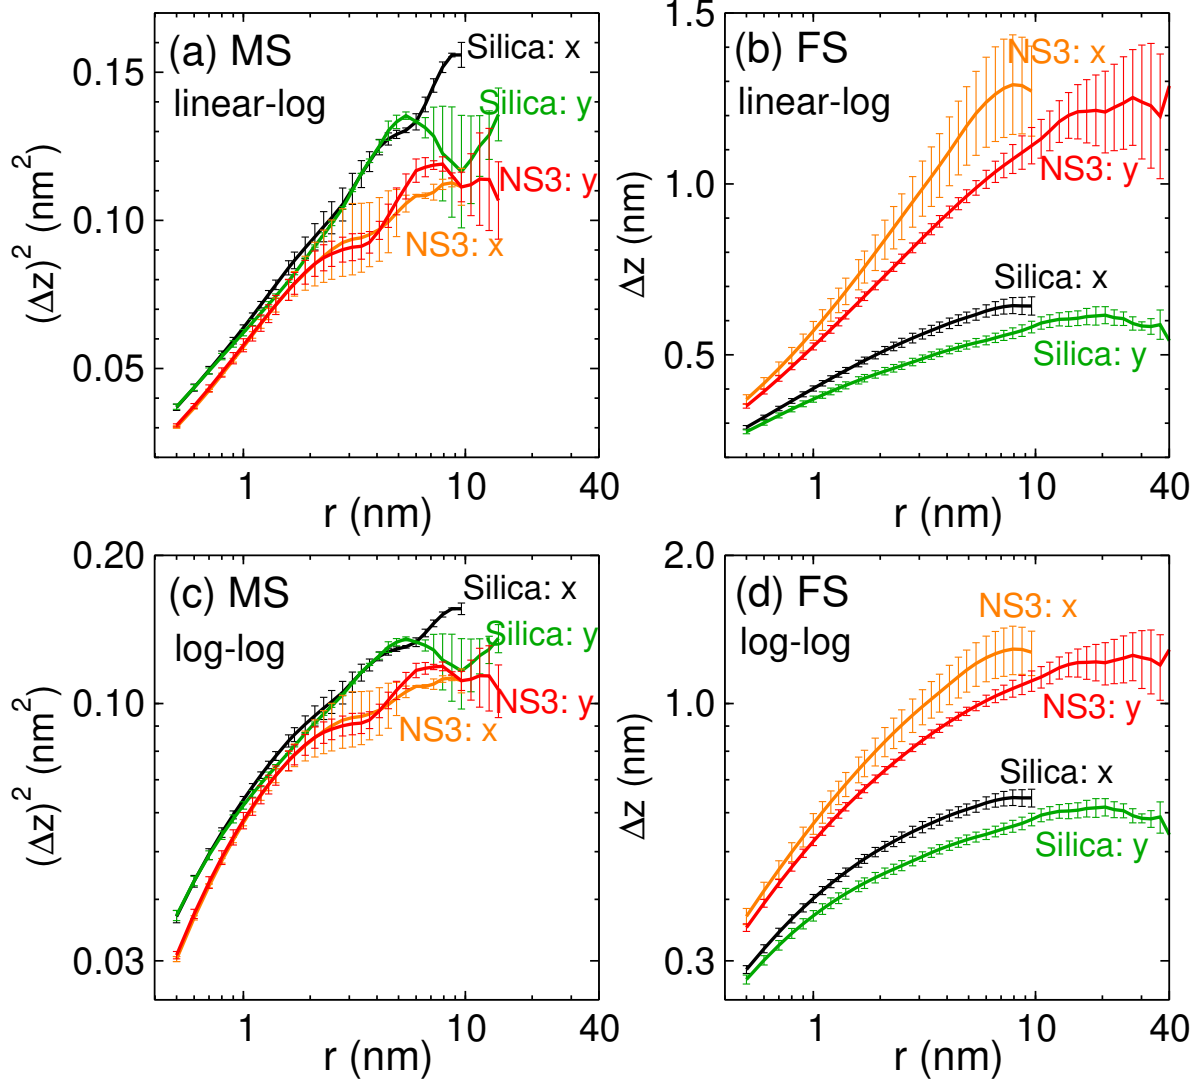 (a) MS
linear-log
Silica: x
Silica: y
NS3: y
NS3: x
0.15
0.10
0.05
(Δz)² (nm²)
1
10
40
r (nm)
(b) FS
linear-log
NS3: x
NS3: y
Silica: x
Silica: y
1.5
1.0
0.5
Δz (nm)
1
10
40
r (nm)
(c) MS
log-log
Silica: x
Silica: y
NS3: y
NS3: x
0.20
0.10
0.03
(Δz)² (nm²)
1
10
40
r (nm)
(d) FS
log-log
NS3: x
NS3: y
Silica: x
Silica: y
2.0
1.0
0.3
Δz (nm)
1
10
40
r (nm)